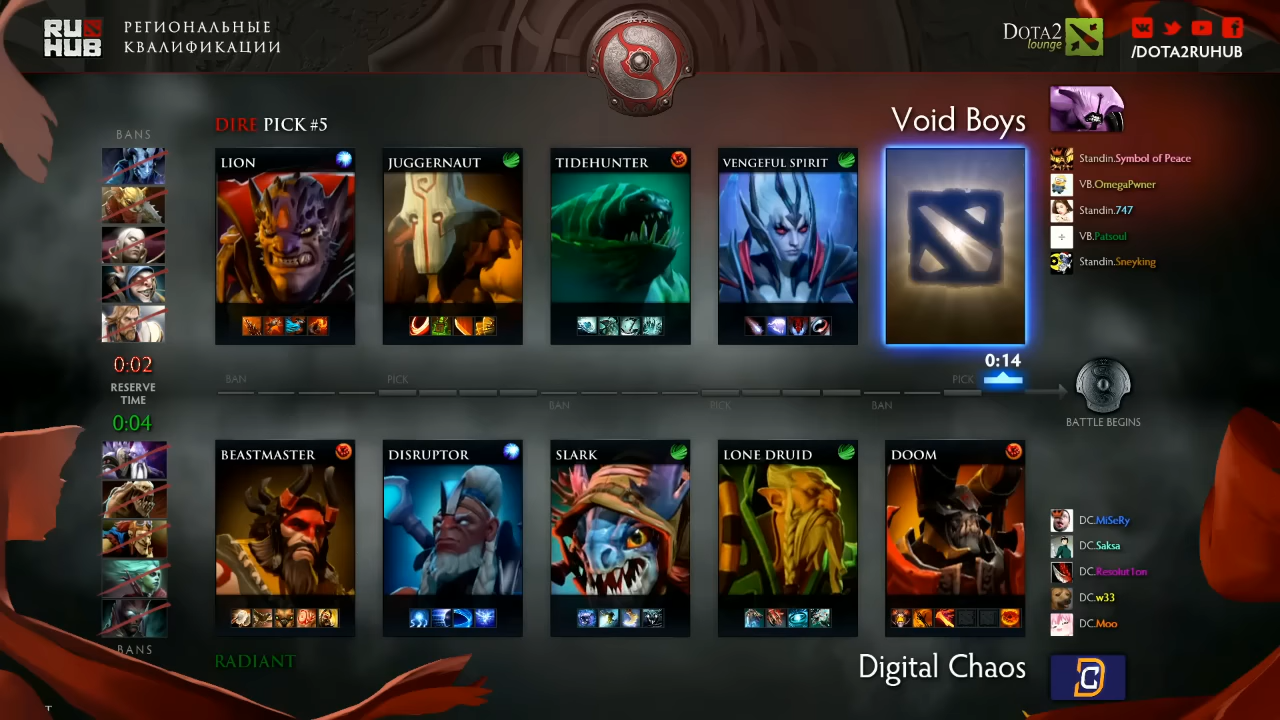 RU
HUB
РЕГИОНАЛЬНЫЕ
КВАЛИФИКАЦИИ
DOTA2
lounge
/DOTA2RUHUB
BANS
DIRE PICK #5
Void Boys
LION
JUGGERNAUT
TIDEHUNTER
VENGEFUL SPIRIT
Standin.Symbol of Peace
VB.OmegaPwner
Standin.747
VB.Patsoul
Standin.Sneyking
0:02
RESERVE
TIME
0:04
0:14
BAN
PICK
PICK
BAN
PICK
BAN
BATTLE BEGINS
BEASTMASTER
DISRUPTOR
SLARK
LONE DRUID
DOOM
DC.MiSeRy
DC.Saksa
DC.Resolut1on
DC.w33
DC.Moo
BANS
RADIANT
Digital Chaos
DC